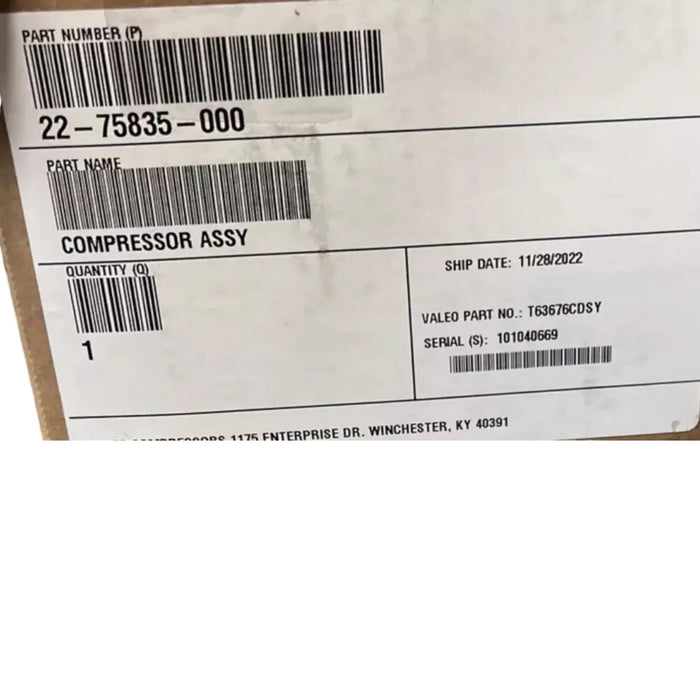 PART NUMBER (P)
22-75835-000
PART NAME
COMPRESSOR ASSY
QUANTITY (Q)
1
SHIP DATE: 11/28/2022
VALEO PART NO.: T63676CDSY
SERIAL (S): 101040669
1175 ENTERPRISE DR. WINCHESTER, KY 40391